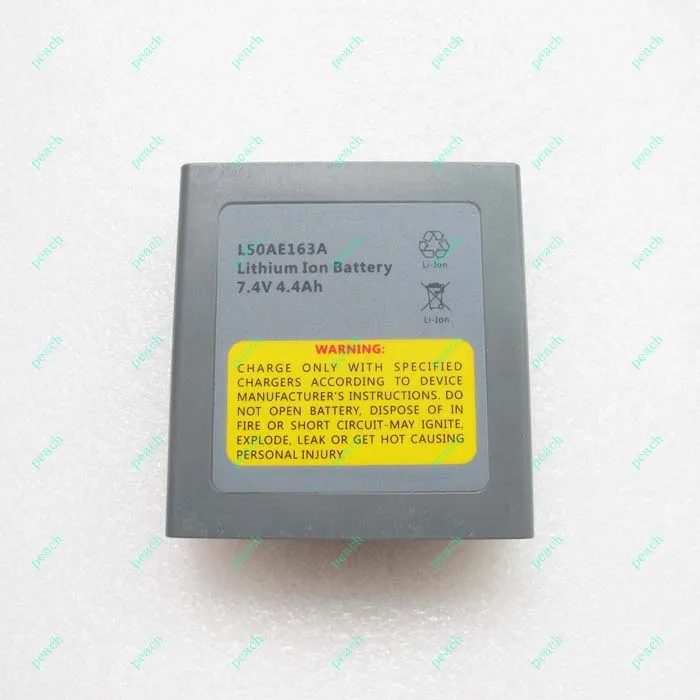 L50AE163A
Lithium Ion Battery
7.4V 4.4Ah
Li-Ion
Li-Ion
WARNING:
CHARGE ONLY WITH SPECIFIED
CHARGERS ACCORDING TO DEVICE
MANUFACTURER'S INSTRUCTIONS. DO
NOT OPEN BATTERY, DISPOSE OF IN
FIRE OR SHORT CIRCUIT-MAY IGNITE,
EXPLODE, LEAK OR GET HOT CAUSING
PERSONAL INJURY
peach